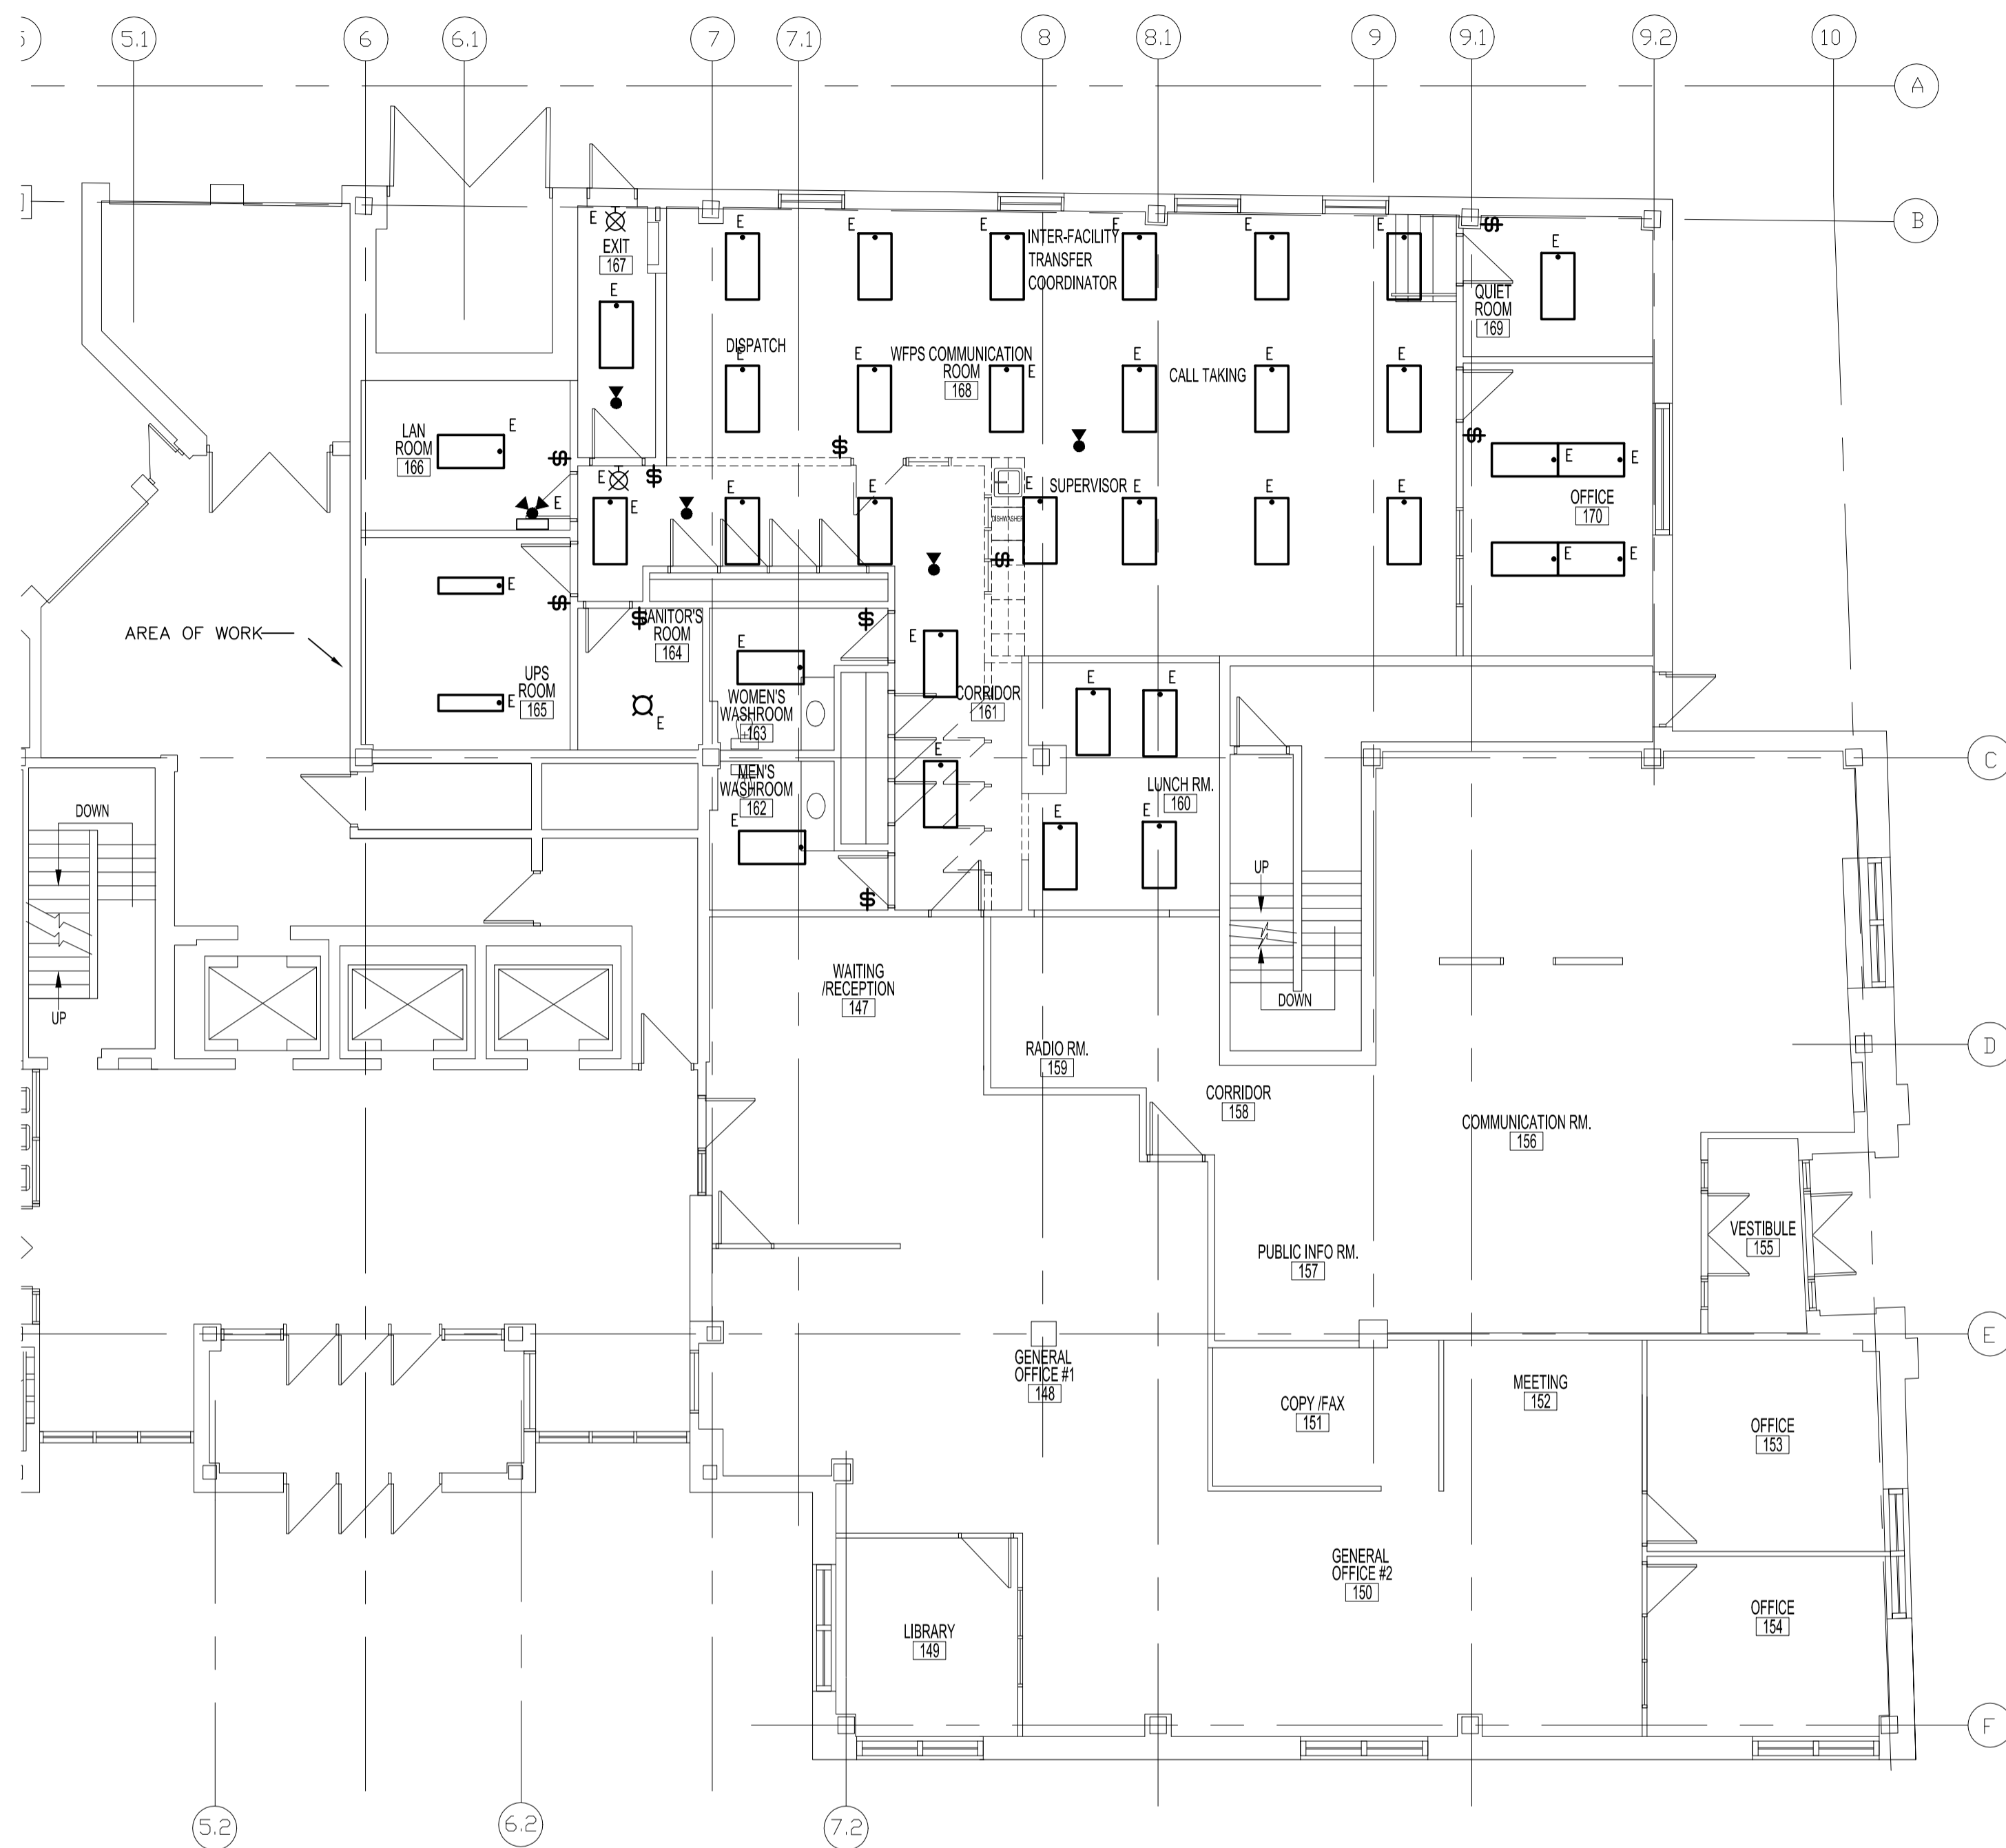 5.1
6
6.1
7
7.1
8
8.1
9
9.1
9.2
10
A
B
E
EXIT
167
E
E
E
E
E
E
E
E
INTER-FACILITY
TRANSFER
COORDINATOR
$
E
QUIET
ROOM
169
DISPATCH
E
E
WFPS COMMUNICATION
ROOM
168
E
E
CALL TAKING
E
E
LAN
ROOM
166
E
$
$
$
$
E
E
E
OFFICE
170
E
E
E
E
E
E
E
SUPERVISOR
E
E
E
DISHWASHER
$
E
E
AREA OF WORK
UPS
ROOM
165
E
E
$
$
JANITOR'S
ROOM
164
E
$
E
WOMEN'S
WASHROOM
163
E
CORRIDOR
161
E
MEN'S
WASHROOM
162
E
$
E
E
LUNCH RM.
160
E
E
C
DOWN
UP
UP
DOWN
WAITING
/RECEPTION
147
RADIO RM.
159
D
CORRIDOR
158
COMMUNICATION RM.
156
PUBLIC INFO RM.
157
VESTIBULE
155
E
GENERAL
OFFICE #1
148
COPY /FAX
151
MEETING
152
OFFICE
153
GENERAL
OFFICE #2
150
OFFICE
154
LIBRARY
149
F
5.2
6.2
7.2